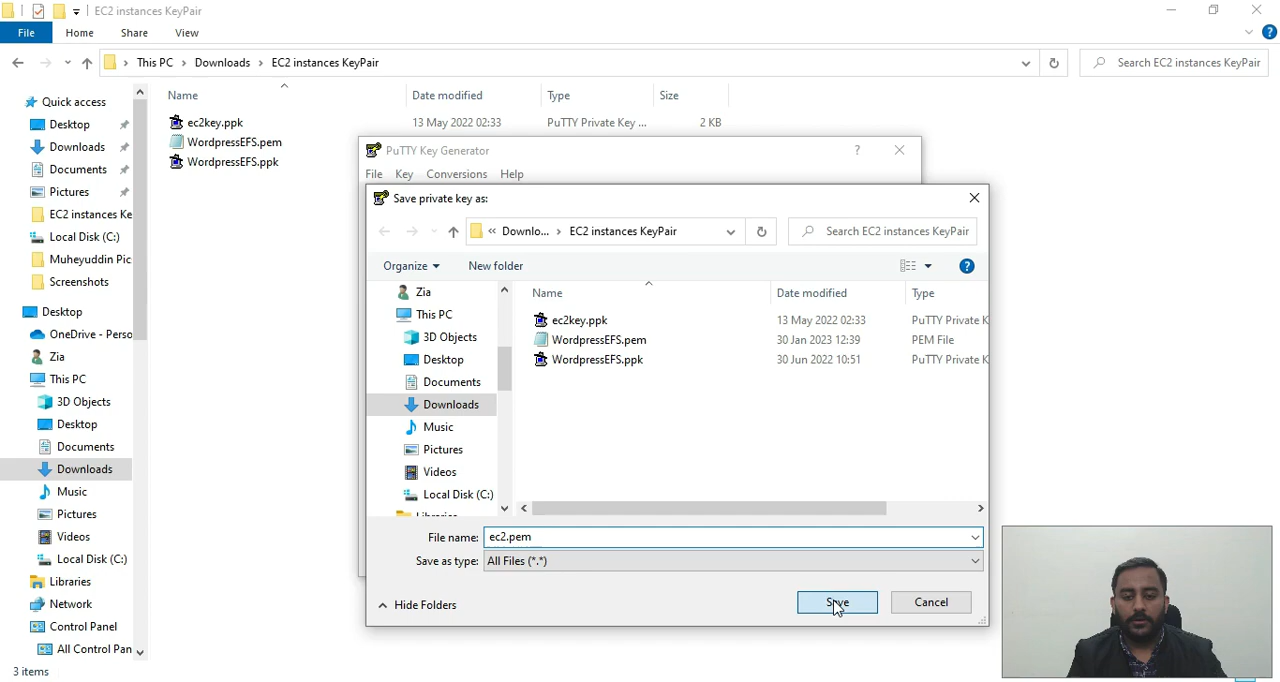 EC2 instances KeyPair
File Home Share View
This PC Downloads EC2 instances KeyPair Search EC2 instances KeyPair
Quick access
Desktop
Downloads
Documents
Pictures
EC2 instances Ke
Local Disk (C:)
Muheyuddin Pic
Screenshots
Desktop
OneDrive - Perso
Zia
This PC
3D Objects
Desktop
Documents
Downloads
Music
Pictures
Videos
Local Disk (C:)
Libraries
Network
Control Panel
All Control Pan
3 items
Name Date modified Type Size
ec2key.ppk 13 May 2022 02:33 PuTTY Private Key ... 2 KB
WordpressEFS.pem
WordpressEFS.ppk
PuTTY Key Generator ?
File Key Conversions Help
Save private key as:
« Downlo... EC2 instances KeyPair Search EC2 instances KeyPair
Organize New folder ?
Zia
This PC
3D Objects
Desktop
Documents
Downloads
Music
Pictures
Videos
Local Disk (C:)
Name Date modified Type
ec2key.ppk 13 May 2022 02:33 PuTTY Private K
WordpressEFS.pem 30 Jan 2023 12:39 PEM File
WordpressEFS.ppk 30 Jun 2022 10:51 PuTTY Private K
File name: ec2.pem
Save as type: All Files (*.*)
Hide Folders Save Cancel